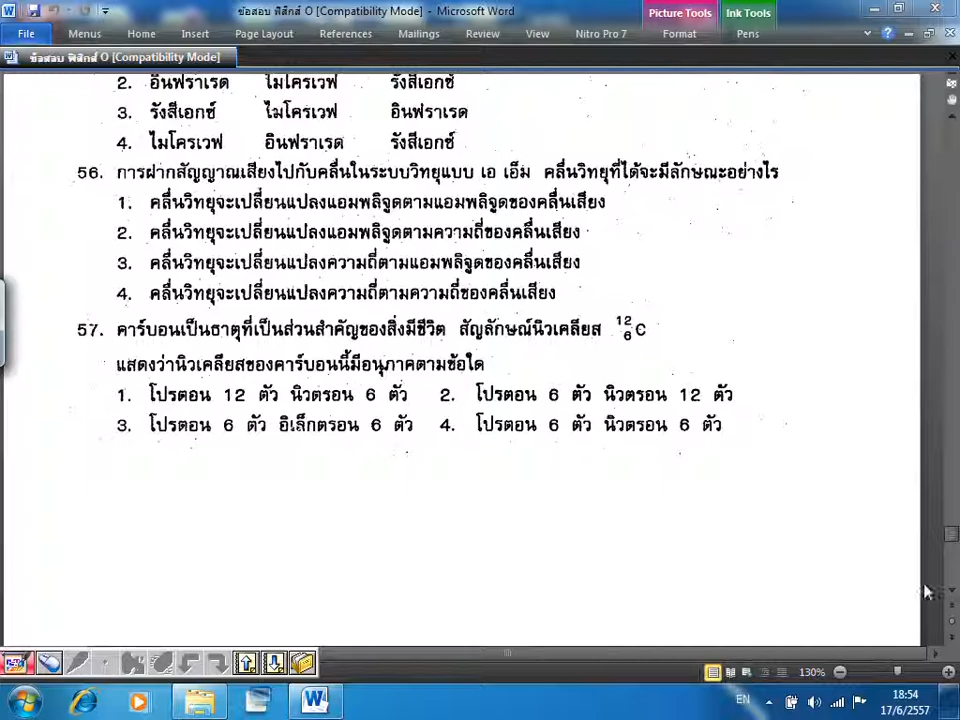 ข้อสอบ ฟิสิกส์ O [Compatibility Mode] - Microsoft Word
Picture Tools
Ink Tools
File Menus Home Insert Page Layout References Mailings Review View Nitro Pro 7 Format Pens
ข้อสอบ ฟิสิกส์ O [Compatibility Mode]
2. อินฟราเรด ไมโครเวฟ รังสีเอกซ์
3. รังสีเอกซ์ ไมโครเวฟ อินฟราเรด
4. ไมโครเวฟ อินฟราเรด รังสีเอกซ์
56. การฝากสัญญาณเสียงไปกับคลื่นในระบบวิทยุแบบ เอ เอ็ม คลื่นวิทยุที่ได้จะมีลักษณะอย่างไร
1. คลื่นวิทยุจะเปลี่ยนแปลงแอมพลิจูดตามแอมพลิจูดของคลื่นเสียง
2. คลื่นวิทยุจะเปลี่ยนแปลงแอมพลิจูดตามความถี่ของคลื่นเสียง
3. คลื่นวิทยุจะเปลี่ยนแปลงความถี่ตามแอมพลิจูดของคลื่นเสียง
4. คลื่นวิทยุจะเปลี่ยนแปลงความถี่ตามความถี่ของคลื่นเสียง
57. คาร์บอนเป็นธาตุที่เป็นส่วนสำคัญของสิ่งมีชีวิต สัญลักษณ์นิวเคลียส ¹²₆C
แสดงว่านิวเคลียสของคาร์บอนนี้มีอนุภาคตามข้อใด
1. โปรตอน 12 ตัว นิวตรอน 6 ตัว 2. โปรตอน 6 ตัว นิวตรอน 12 ตัว
3. โปรตอน 6 ตัว อิเล็กตรอน 6 ตัว 4. โปรตอน 6 ตัว นิวตรอน 6 ตัว
130%
EN
18:54
17/6/2557